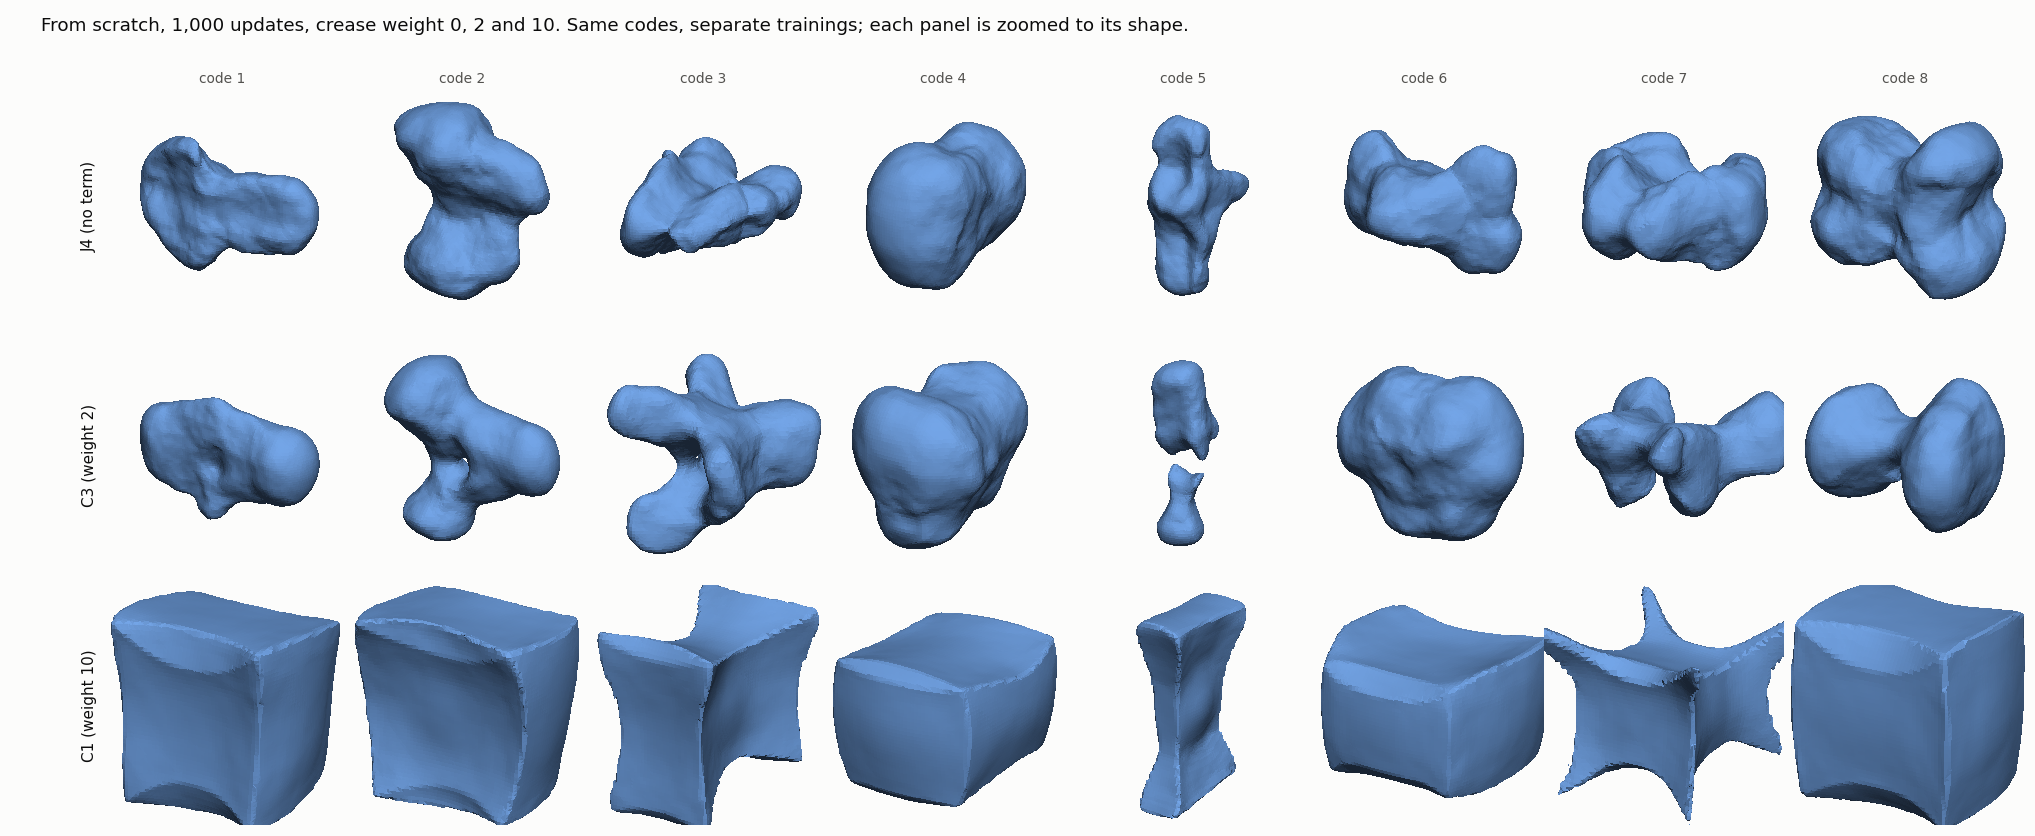 From scratch, 1,000 updates, crease weight 0, 2 and 10. Same codes, separate trainings; each panel is zoomed to its shape.
code 1 code 2 code 3 code 4 code 5 code 6 code 7 code 8
J4 (no term)
C3 (weight 2)
C1 (weight 10)